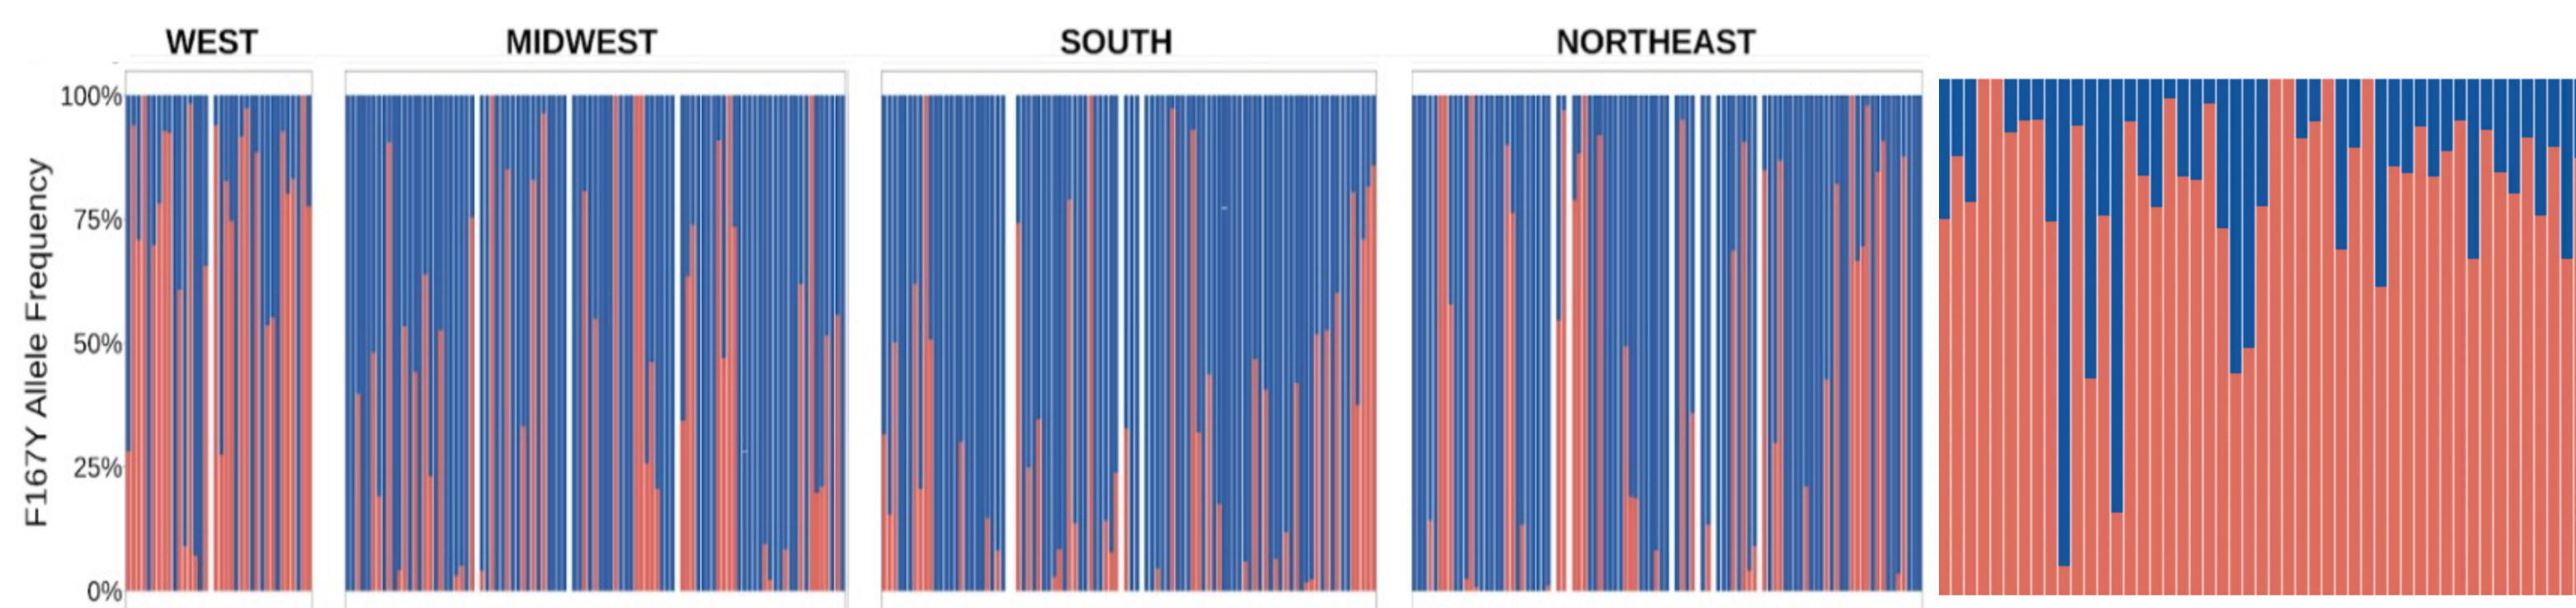 WEST
MIDWEST
SOUTH
NORTHEAST
F167Y Allele Frequency
100%
75%
50%
25%
0%